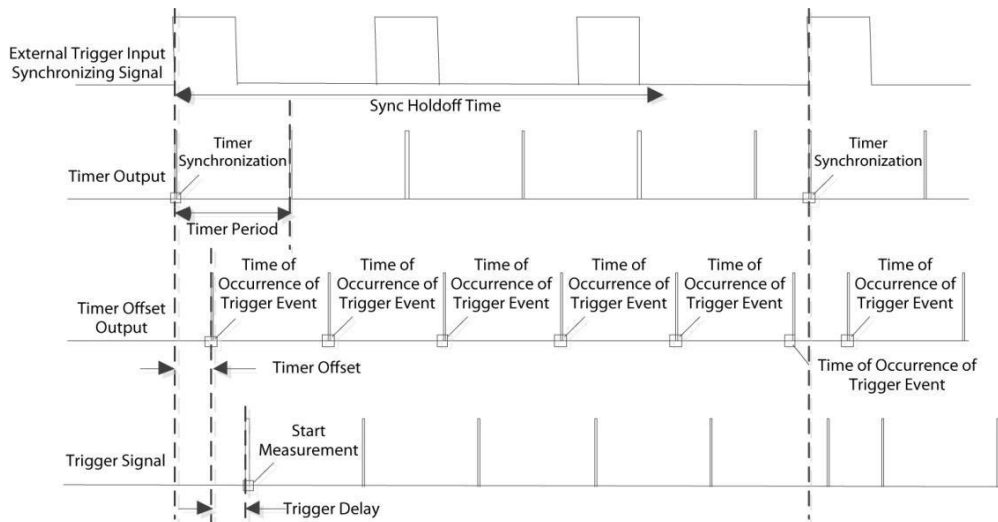 External Trigger Input
Synchronizing Signal
Sync Holdoff Time
Timer
Synchronization
Timer
Synchronization
Timer Output
Timer Period
Time of
Occurrence of
Trigger Event
Time of
Occurrence of
Trigger Event
Time of
Occurrence of
Trigger Event
Time of
Occurrence of
Trigger Event
Time of
Occurrence of
Trigger Event
Time of
Occurrence of
Trigger Event
Timer Offset
Output
Timer Offset
Time of Occurrence of
Trigger Event
Start
Measurement
Trigger Signal
Trigger Delay